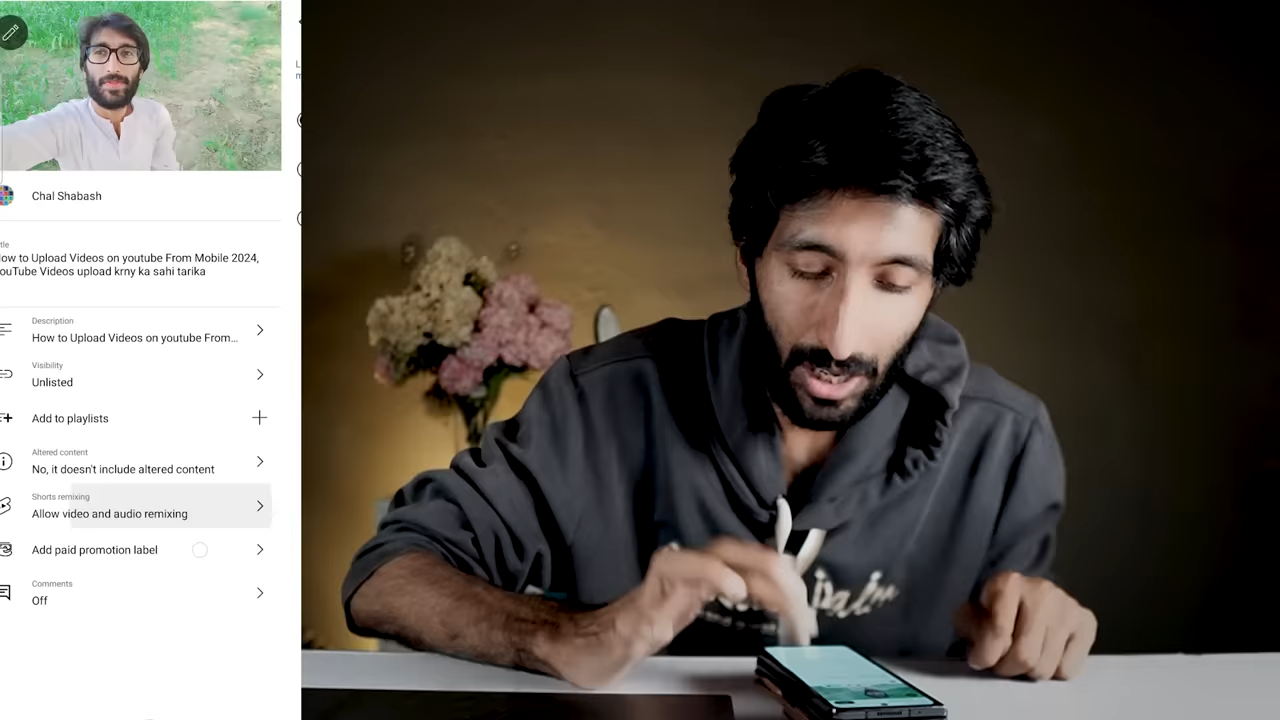 Chal Shabash
tle
ow to Upload Videos on youtube From Mobile 2024,
ouTube Videos upload krny ka sahi tarika
Description
How to Upload Videos on youtube From...
Visibility
Unlisted
Add to playlists
Altered content
No, it doesn't include altered content
Shorts remixing
Allow video and audio remixing
Add paid promotion label
Comments
Off
L
m
Palm